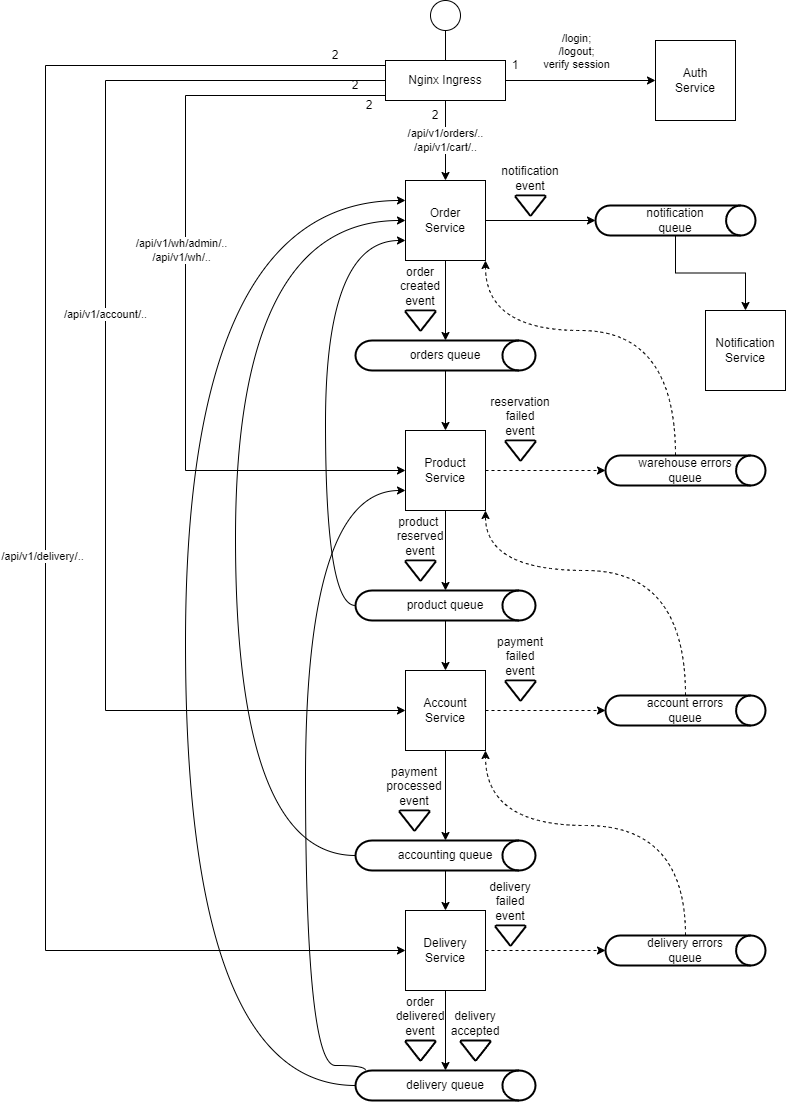 /login;
/logout;
verify session
2
1
Nginx Ingress
Auth
Service
2
2
2
/api/v1/orders/..
/api/v1/cart/..
notification
event
Order
Service
notification
queue
/api/v1/wh/admin/..
/api/v1/wh/..
order
created
event
/api/v1/account/..
Notification
Service
orders queue
reservation
failed
event
Product
Service
warehouse errors
queue
product
reserved
event
/api/v1/delivery/..
product queue
payment
failed
event
Account
Service
account errors
queue
payment
processed
event
accounting queue
delivery
failed
event
Delivery
Service
delivery errors
queue
order
delivered
event
delivery
accepted
delivery queue